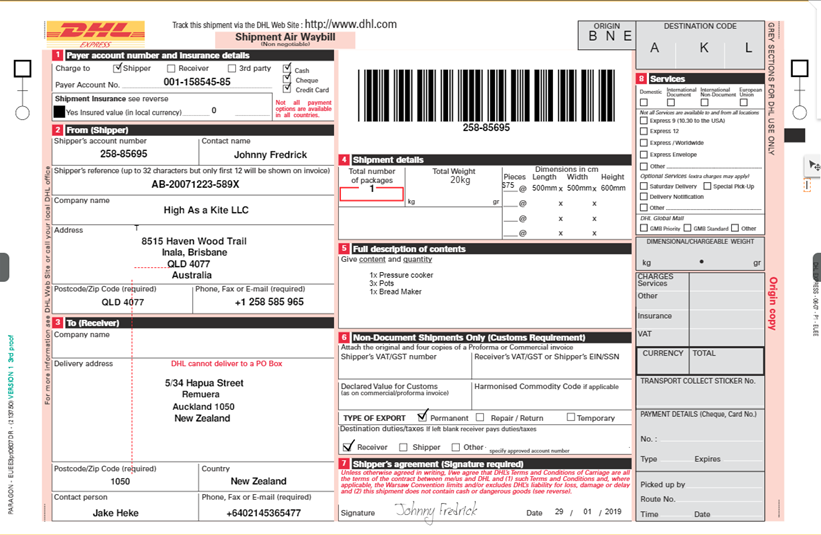 DHL
EXPRESS
Track this shipment via the DHL Web Site : http://www.dhl.com
Shipment Air Waybill
(Non negotiable)
ORIGIN
B N E
DESTINATION CODE
A K L
1 Payer account number and Insurance details
Charge to Shipper Receiver 3rd party
Cash
Cheque
Credit Card
Payer Account No. 001-158545-85
Shipment Insurance see reverse
Yes Insured value (in local currency) 0
Not all payment
options are available
in all countries.
2 From (Shipper)
Shipper's account number Contact name
258-85695 Johnny Fredrick
Shipper's reference (up to 32 characters but only first 12 will be shown on invoice)
AB-20071223-589X
Company name
High As a Kite LLC
Address
8515 Haven Wood Trail
Inala, Brisbane
QLD 4077
Australia
Postcode/Zip Code (required) Phone, Fax or E-mail (required)
QLD 4077 +1 258 585 965
3 To (Receiver)
Company name
Delivery address DHL cannot deliver to a PO Box
5/34 Hapua Street
Remuera
Auckland 1050
New Zealand
Postcode/Zip Code (required) Country
1050 New Zealand
Contact person Phone, Fax or E-mail (required)
Jake Heke +6402145365477
258-85695
4 Shipment details
Total number
of packages
1
Total Weight
20kg
kg gr
Dimensions in cm
Pieces Length Width Height
575 @ 500mm x 500mm x 600mm
@ x x
@ x x
@ x x
5 Full description of contents
Give content and quantity
1x Pressure cooker
3x Pots
1x Bread Maker
6 Non-Document Shipments Only (Customs Requirement)
Attach the original and four copies of a Proforma or Commercial invoice
Shipper's VAT/GST number Receiver's VAT/GST or Shipper's EIN/SSN
Declared Value for Customs Harmonised Commodity Code if applicable
(as on commercial/proforma invoice)
TYPE OF EXPORT Permanent Repair / Return Temporary
Destination duties/taxes If left blank receiver pays duties/taxes
Receiver Shipper Other
specify approved account number
7 Shipper's agreement (Signature required)
Unless otherwise agreed in writing, I/we agree that DHL's Terms and Conditions of Carriage are all
the terms of the contract between me/us and DHL and (1) such Terms and Conditions and, where
applicable, the Warsaw Convention limits and/or excludes DHL's liability for loss, damage or delay
and (2) this shipment does not contain cash or dangerous goods (see reverse).
Signature Johnny Fredrick Date 29 / 01 / 2019
8 Services
Domestic International Document International Non-Document European Union
Not all Services are available to and from all locations
Express 9 (10.30 to the USA)
Express 12
Express / Worldwide
Express Envelope
Other
Optional Services (extra charges may apply)
Saturday Delivery Special Pick-Up
Delivery Notification
Other
DHL Global Mail
GMB Priority GMB Standard Other
DIMENSIONAL/CHARGEABLE WEIGHT
kg • gr
CHARGES
Services
Other
Insurance
VAT
CURRENCY TOTAL
TRANSPORT COLLECT STICKER No.
PAYMENT DETAILS (Cheque, Card No.)
No. :
Type Expires
Picked up by
Route No.
Time Date
GREY SECTIONS FOR DHL USE ONLY
Origin copy
For more Information see DHL Web Site or call your local DHL office
VERSION 1 3rd proof